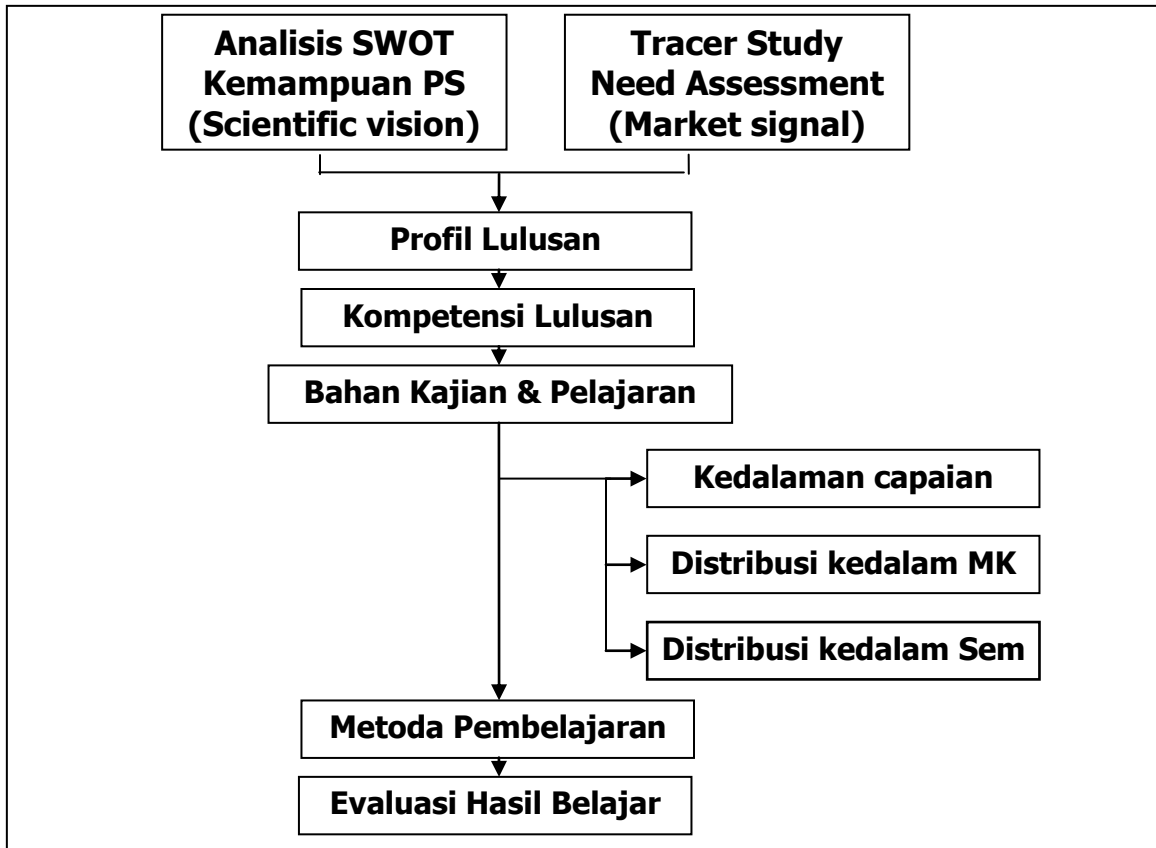 Analisis SWOT
Kemampuan PS
(Scientific vision)
Tracer Study
Need Assessment
(Market signal)
Profil Lulusan
Kompetensi Lulusan
Bahan Kajian & Pelajaran
Kedalaman capaian
Distribusi kedalam MK
Distribusi kedalam Sem
Metoda Pembelajaran
Evaluasi Hasil Belajar